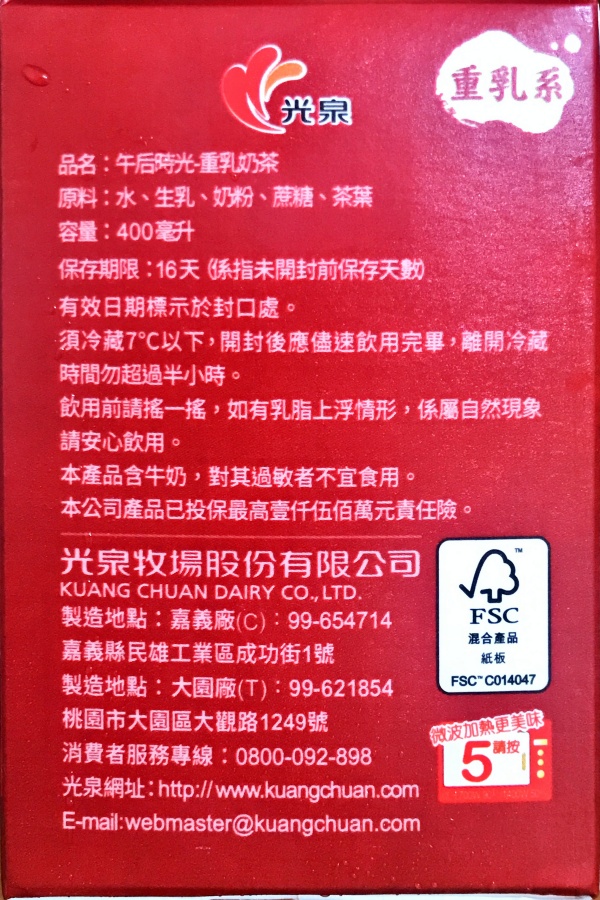 光泉
重乳系
品名：午后時光-重乳奶茶
原料：水、生乳、奶粉、蔗糖、茶葉
容量：400毫升
保存期限：16天（係指未開封前保存天數）
有效日期標示於封口處。
須冷藏7℃以下，開封後應儘速飲用完畢，離開冷藏
時間勿超過半小時。
飲用前請搖一搖，如有乳脂上浮情形，係屬自然現象
請安心飲用。
本產品含牛奶，對其過敏者不宜食用。
本公司產品已投保最高壹仟伍佰萬元責任險。
光泉牧場股份有限公司
KUANG CHUAN DAIRY CO., LTD.
製造地點：嘉義廠(C)：99-654714
嘉義縣民雄工業區成功街1號
製造地點：大園廠(T)：99-621854
桃園市大園區大觀路1249號
消費者服務專線：0800-092-898
光泉網址：http://www.kuangchuan.com
E-mail:webmaster@kuangchuan.com
TM
FSC
混合產品
紙板
FSC™ C014047
微波加熱更美味
5請按